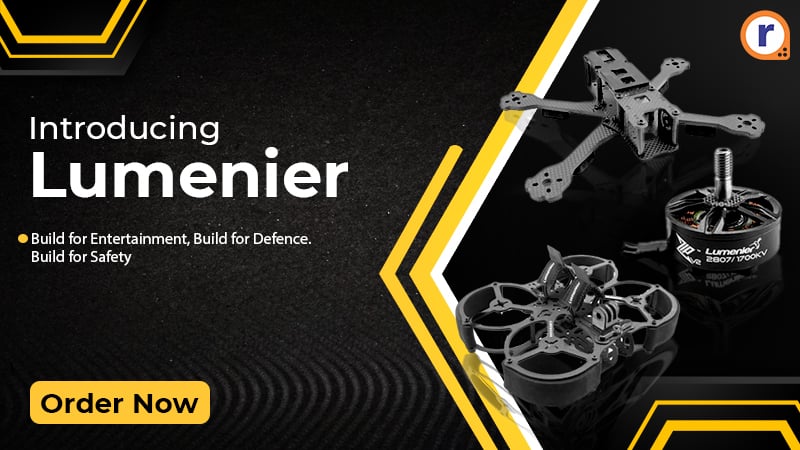 Introducing
Lumenier
Build for Entertainment, Build for Defence.
Build for Safety
Order Now
r
Lumenier
2807/1700KV